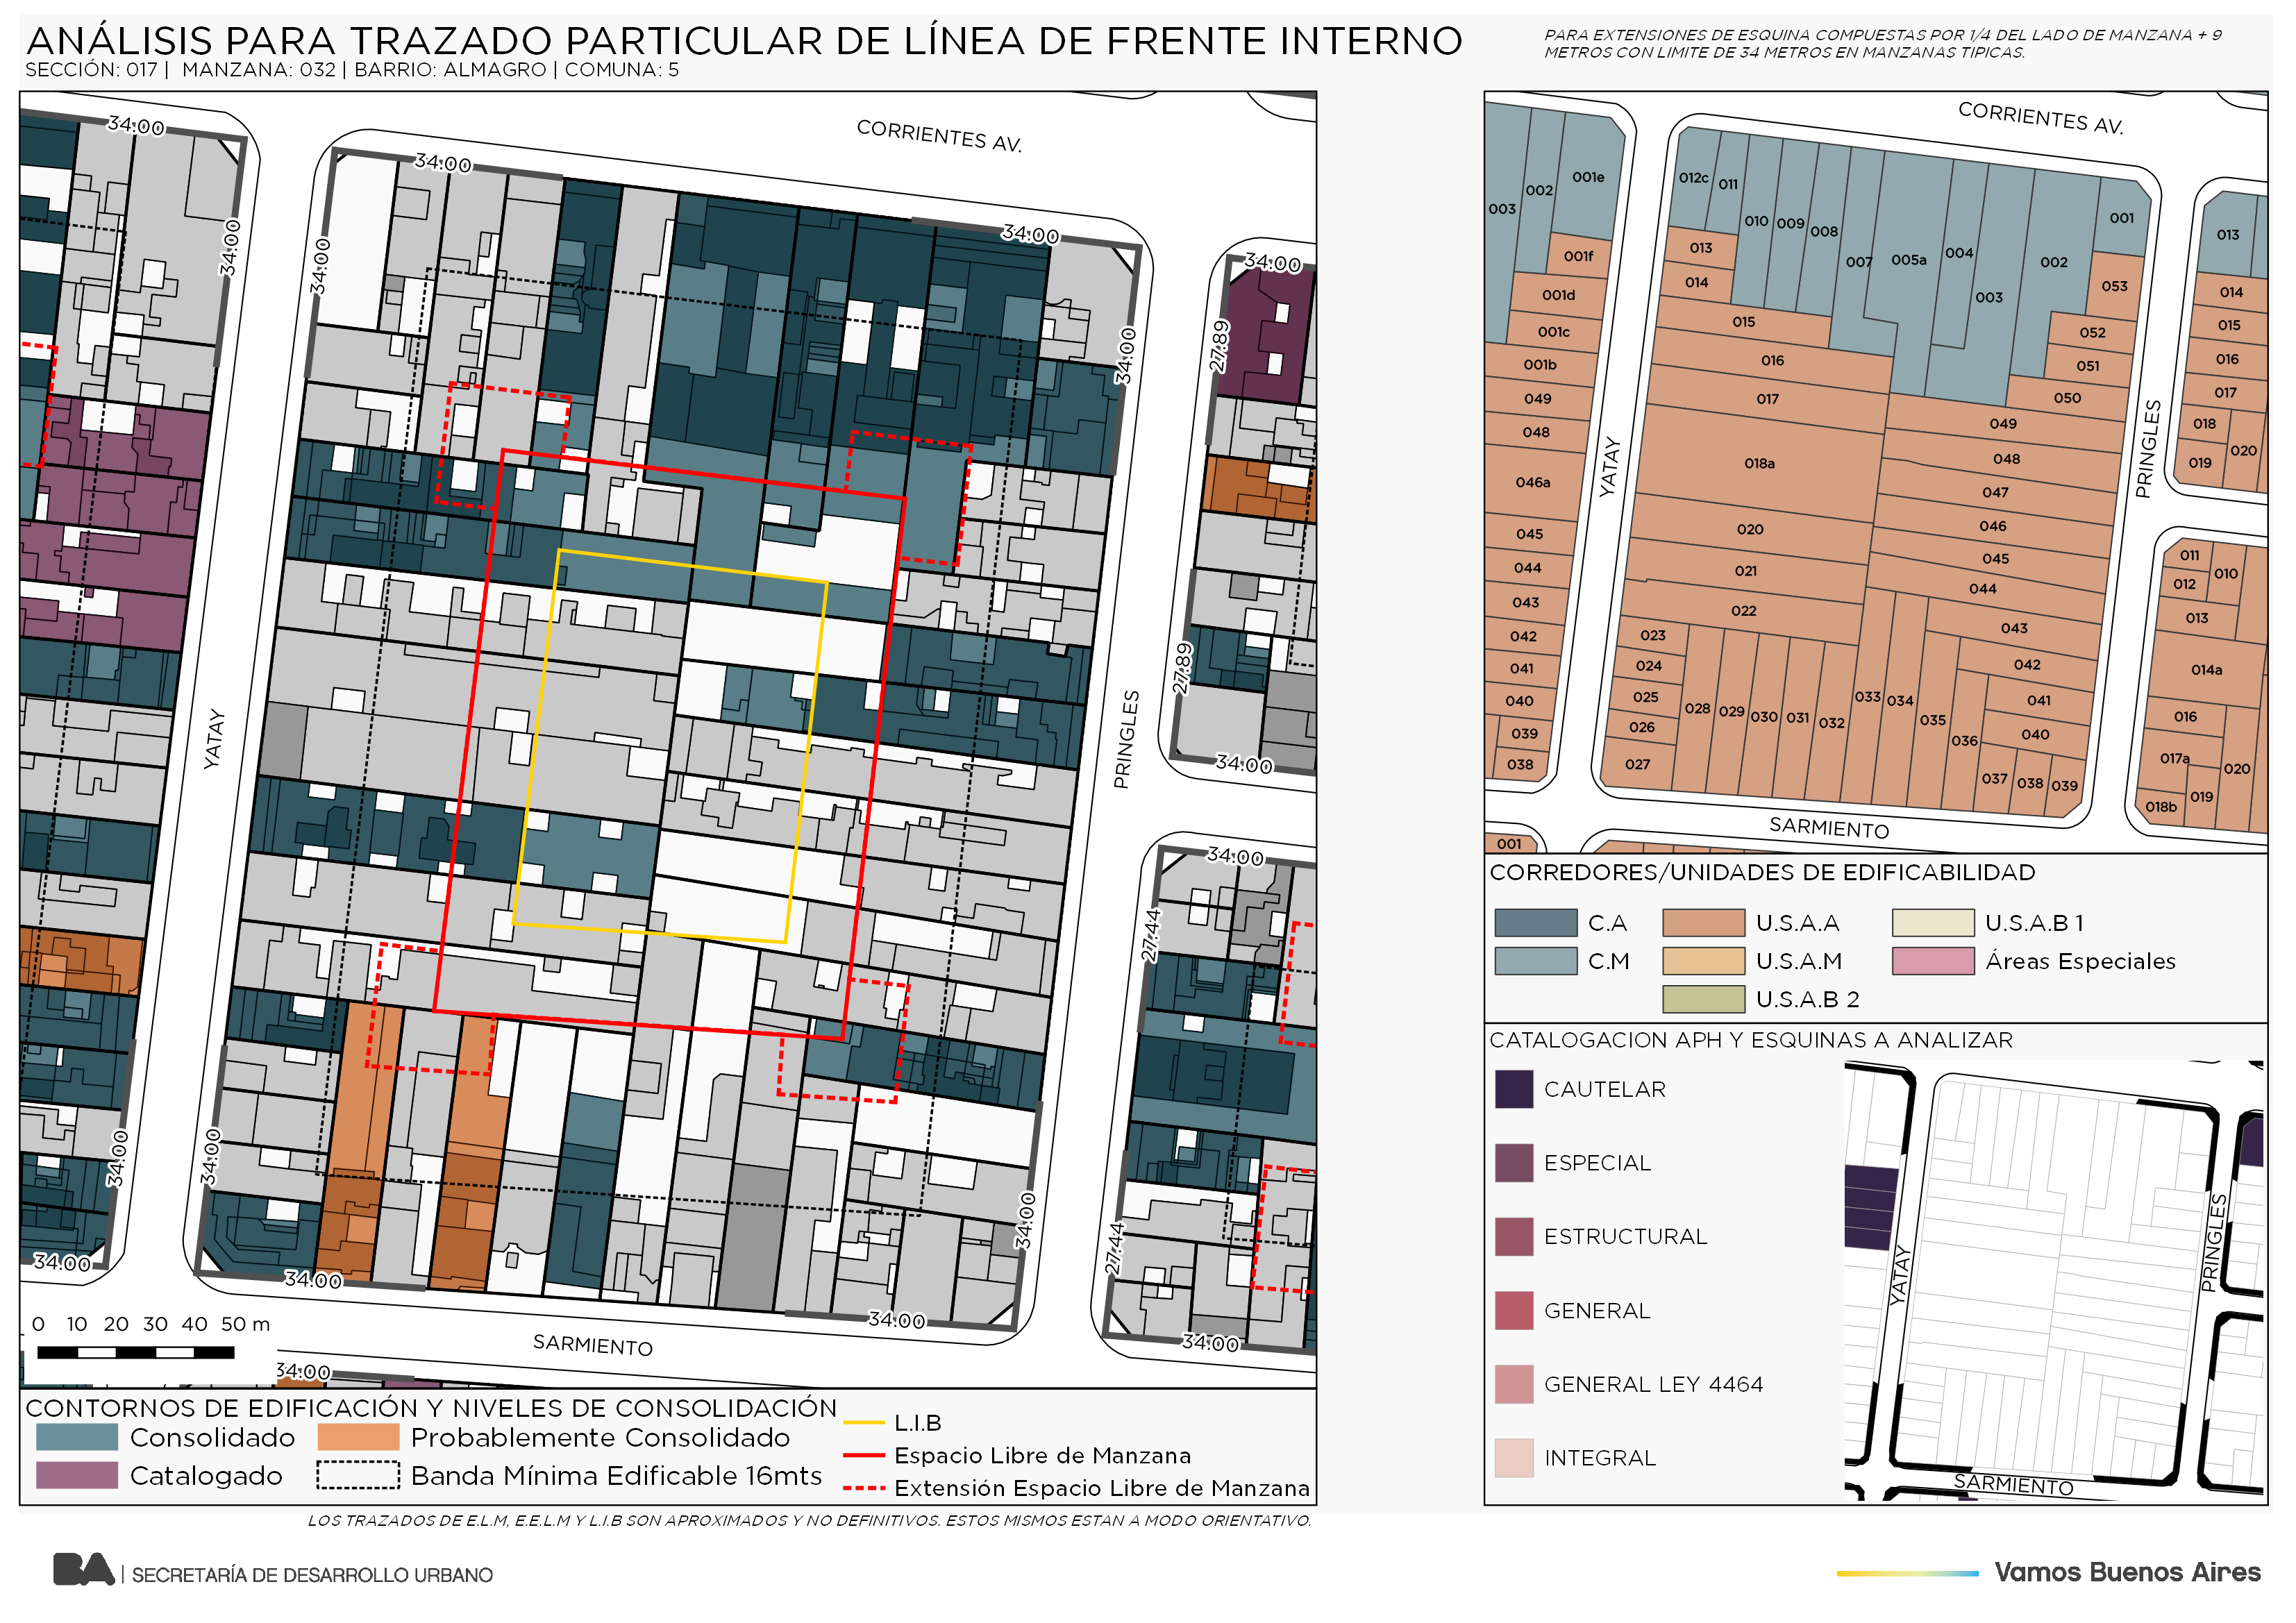 ANÁLISIS PARA TRAZADO PARTICULAR DE LÍNEA DE FRENTE INTERNO
SECCIÓN: 017 | MANZANA: 032 | BARRIO: ALMAGRO | COMUNA: 5
PARA EXTENSIONES DE ESQUINA COMPUESTAS POR 1/4 DEL LADO DE MANZANA + 9
METROS CON LIMITE DE 34 METROS EN MANZANAS TIPICAS.
CORRIENTES AV.
34.00
34.00
34.00
34.00
34.00
34.00
34.00
27.89
27.89
34.00
YATAY
PRINGLES
34.00
27.44
27.44
34.00
34.00
34.00
34.00
34.00
34.00
34.00
34.00
SARMIENTO
0 10 20 30 40 50 m
CONTORNOS DE EDIFICACIÓN Y NIVELES DE CONSOLIDACIÓN
Consolidado
Probablemente Consolidado
Catalogado
Banda Mínima Edificable 16mts
L.I.B
Espacio Libre de Manzana
Extensión Espacio Libre de Manzana
LOS TRAZADOS DE E.L.M, E.E.L.M Y L.I.B SON APROXIMADOS Y NO DEFINITIVOS. ESTOS MISMOS ESTAN A MODO ORIENTATIVO.
CORRIENTES AV.
003
002
001e
001f
001d
001c
001b
049
048
046a
045
044
043
042
041
040
039
038
001
YATAY
012c
011
010
009
008
007
005a
004
003
002
001
013
014
015
016
017
018a
020
021
022
023
024
025
026
027
028
029
030
031
032
033
034
035
036
037
038
039
040
041
042
043
044
045
046
047
048
049
050
051
052
053
PRINGLES
013
014
015
016
017
018
019
020
011
012
010
013
014a
016
017a
018b
019
020
SARMIENTO
CORREDORES/UNIDADES DE EDIFICABILIDAD
C.A
U.S.A.A
U.S.A.B 1
C.M
U.S.A.M
Áreas Especiales
U.S.A.B 2
CATALOGACION APH Y ESQUINAS A ANALIZAR
CAUTELAR
ESPECIAL
ESTRUCTURAL
GENERAL
GENERAL LEY 4464
INTEGRAL
YATAY
PRINGLES
SARMIENTO
BA | SECRETARÍA DE DESARROLLO URBANO
Vamos Buenos Aires